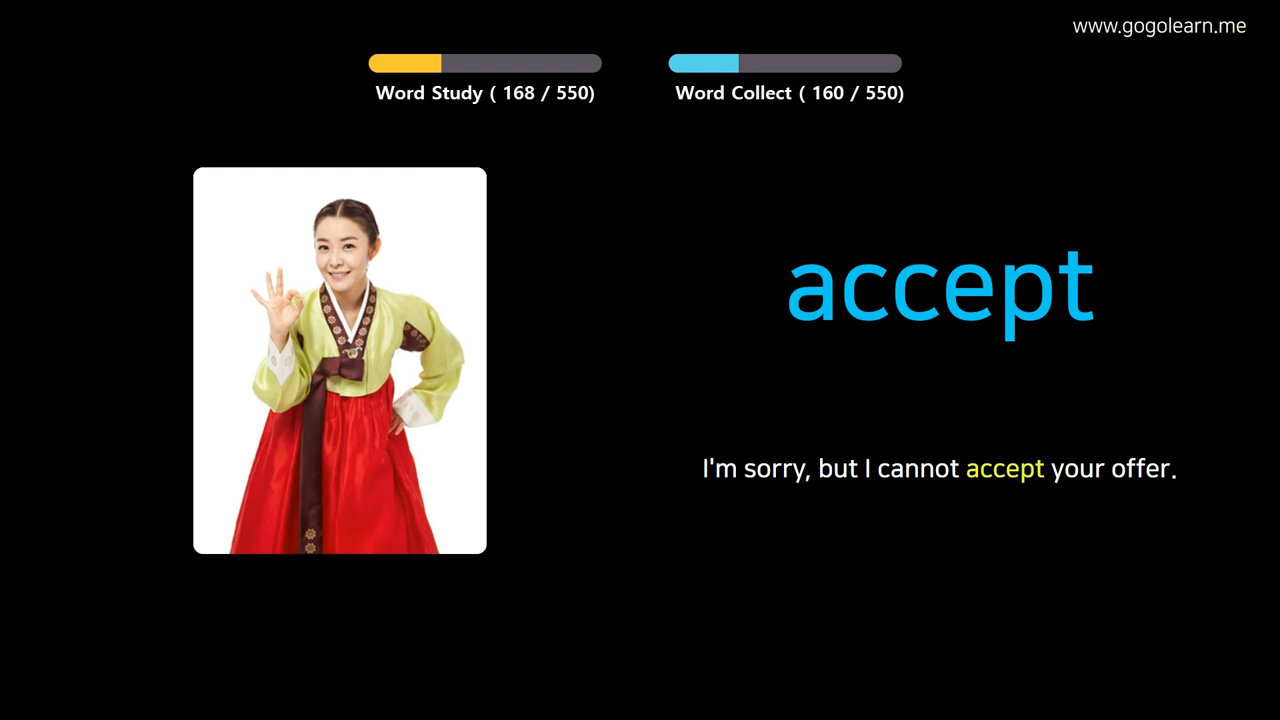 www.gogolearn.me
Word Study ( 168 / 550)
Word Collect ( 160 / 550)
accept
I'm sorry, but I cannot accept your offer.